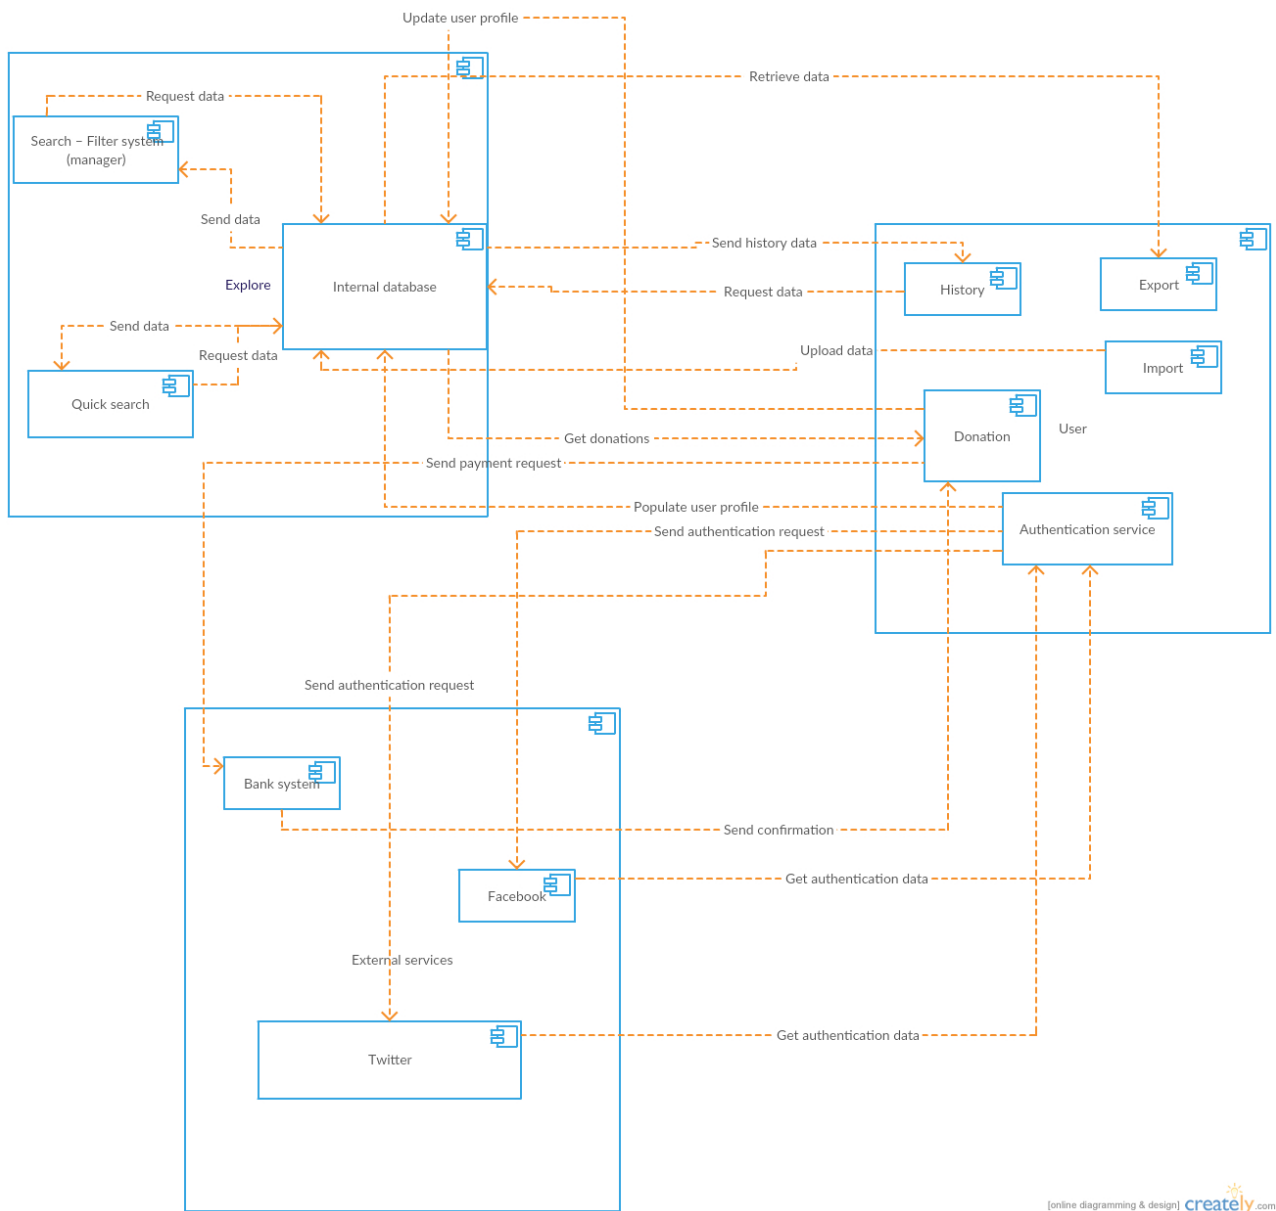 Update user profile
Retrieve data
Request data
Search – Filter system
(manager)
Send data
Send history data
Explore
Internal database
Request data
History
Export
Send data
Request data
Upload data
Import
Quick search
Get donations
Donation
User
Send payment request
Populate user profile
Send authentication request
Authentication service
Send authentication request
Bank system
Send confirmation
Get authentication data
Facebook
External services
Get authentication data
Twitter
[online diagramming & design] creately.com